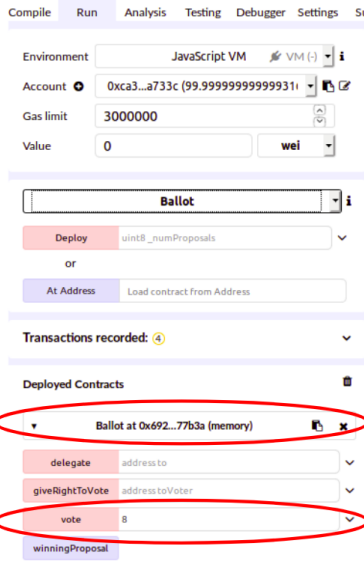 Compile Run Analysis Testing Debugger Settings
Environment JavaScript VM VM (-) i
Account 0xca3...a733c (99.9999999999931
Gas limit 3000000
Value 0 wei
Ballot i
Deploy uint8 _numProposals
or
At Address Load contract from Address
Transactions recorded: 4
Deployed Contracts
Ballot at 0x692...77b3a (memory)
delegate address to
giveRightToVote address toVoter
vote 8
winningProposal